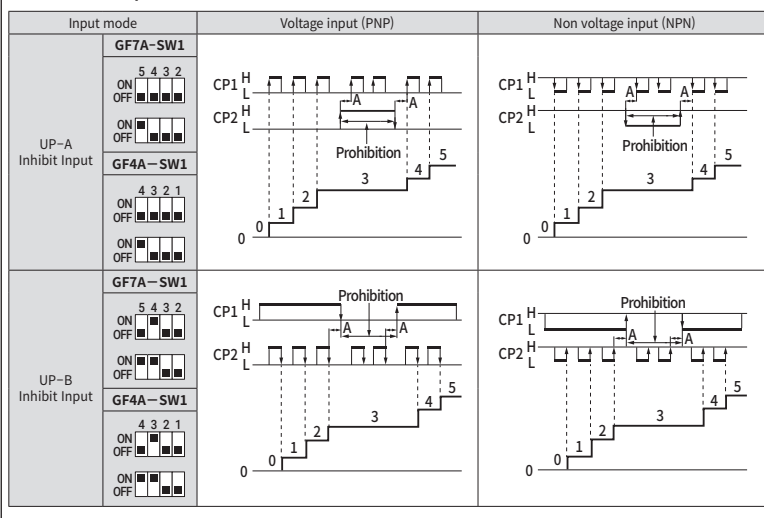 Input mode
Voltage input (PNP)
Non voltage input (NPN)
UP-A
Inhibit Input
GF7A-SW1
5 4 3 2
ON
OFF
ON
OFF
GF4A-SW1
4 3 2 1
ON
OFF
ON
OFF
CP1 H
L
A A
CP2 H
L
Prohibition
0 0 1 2 3 4 5
CP1 H
L
A A
CP2 H
L
Prohibition
0 0 1 2 3 4 5
UP-B
Inhibit Input
GF7A-SW1
5 4 3 2
ON
OFF
ON
OFF
GF4A-SW1
4 3 2 1
ON
OFF
ON
OFF
Prohibition
CP1 H
L
A A
CP2 H
L
0 0 1 2 3 4 5
Prohibition
CP1 H
L
A A
CP2 H
L
0 0 1 2 3 4 5